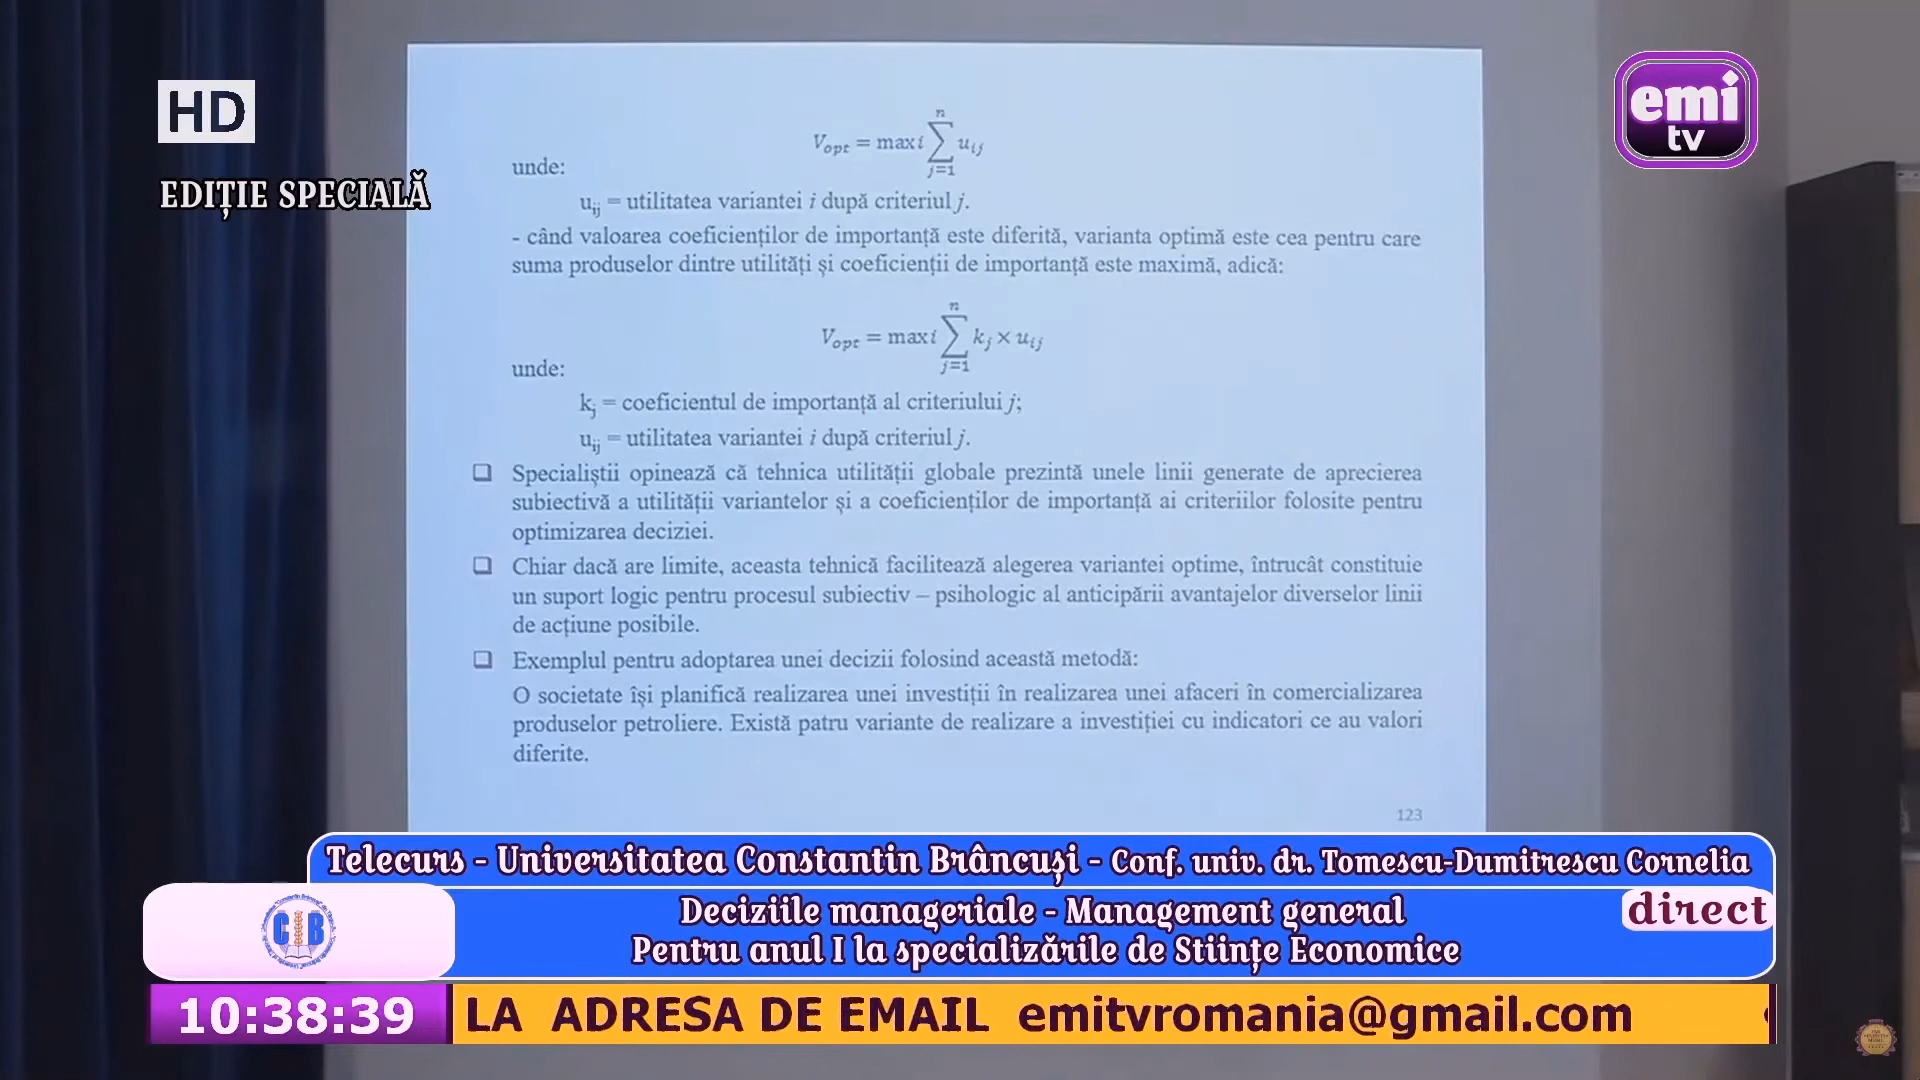 HD
emi
tv
EDIȚIE SPECIALĂ
V_opt = max i ∑_{j=1}^{n} u_ij
unde:
u_ij = utilitatea variantei i după criteriul j.
- când valoarea coeficienților de importanță este diferită, varianta optimă este cea pentru care
suma produselor dintre utilități și coeficienții de importanță este maximă, adică:
V_opt = max i ∑_{j=1}^{n} k_j × u_ij
unde:
k_j = coeficientul de importanță al criteriului j;
u_ij = utilitatea variantei i după criteriul j.
❑ Specialiștii opinează că tehnica utilității globale prezintă unele linii generate de aprecierea
subiectivă a utilității variantelor și a coeficienților de importanță ai criteriilor folosite pentru
optimizarea deciziei.
❑ Chiar dacă are limite, aceasta tehnică facilitează alegerea variantei optime, întrucât constituie
un suport logic pentru procesul subiectiv – psihologic al anticipării avantajelor diverselor linii
de acțiune posibile.
❑ Exemplul pentru adoptarea unei decizii folosind această metodă:
O societate își planifică realizarea unei investiții în realizarea unei afaceri în comercializarea
produselor petroliere. Există patru variante de realizare a investiției cu indicatori ce au valori
diferite.
123
Telecurs - Universitatea Constantin Brâncuși - Conf. univ. dr. Tomescu-Dumitrescu Cornelia
Deciziile manageriale - Management general
direct
Pentru anul I la specializările de Stiințe Economice
CIB
10:38:39
LA ADRESA DE EMAIL emitvromania@gmail.com